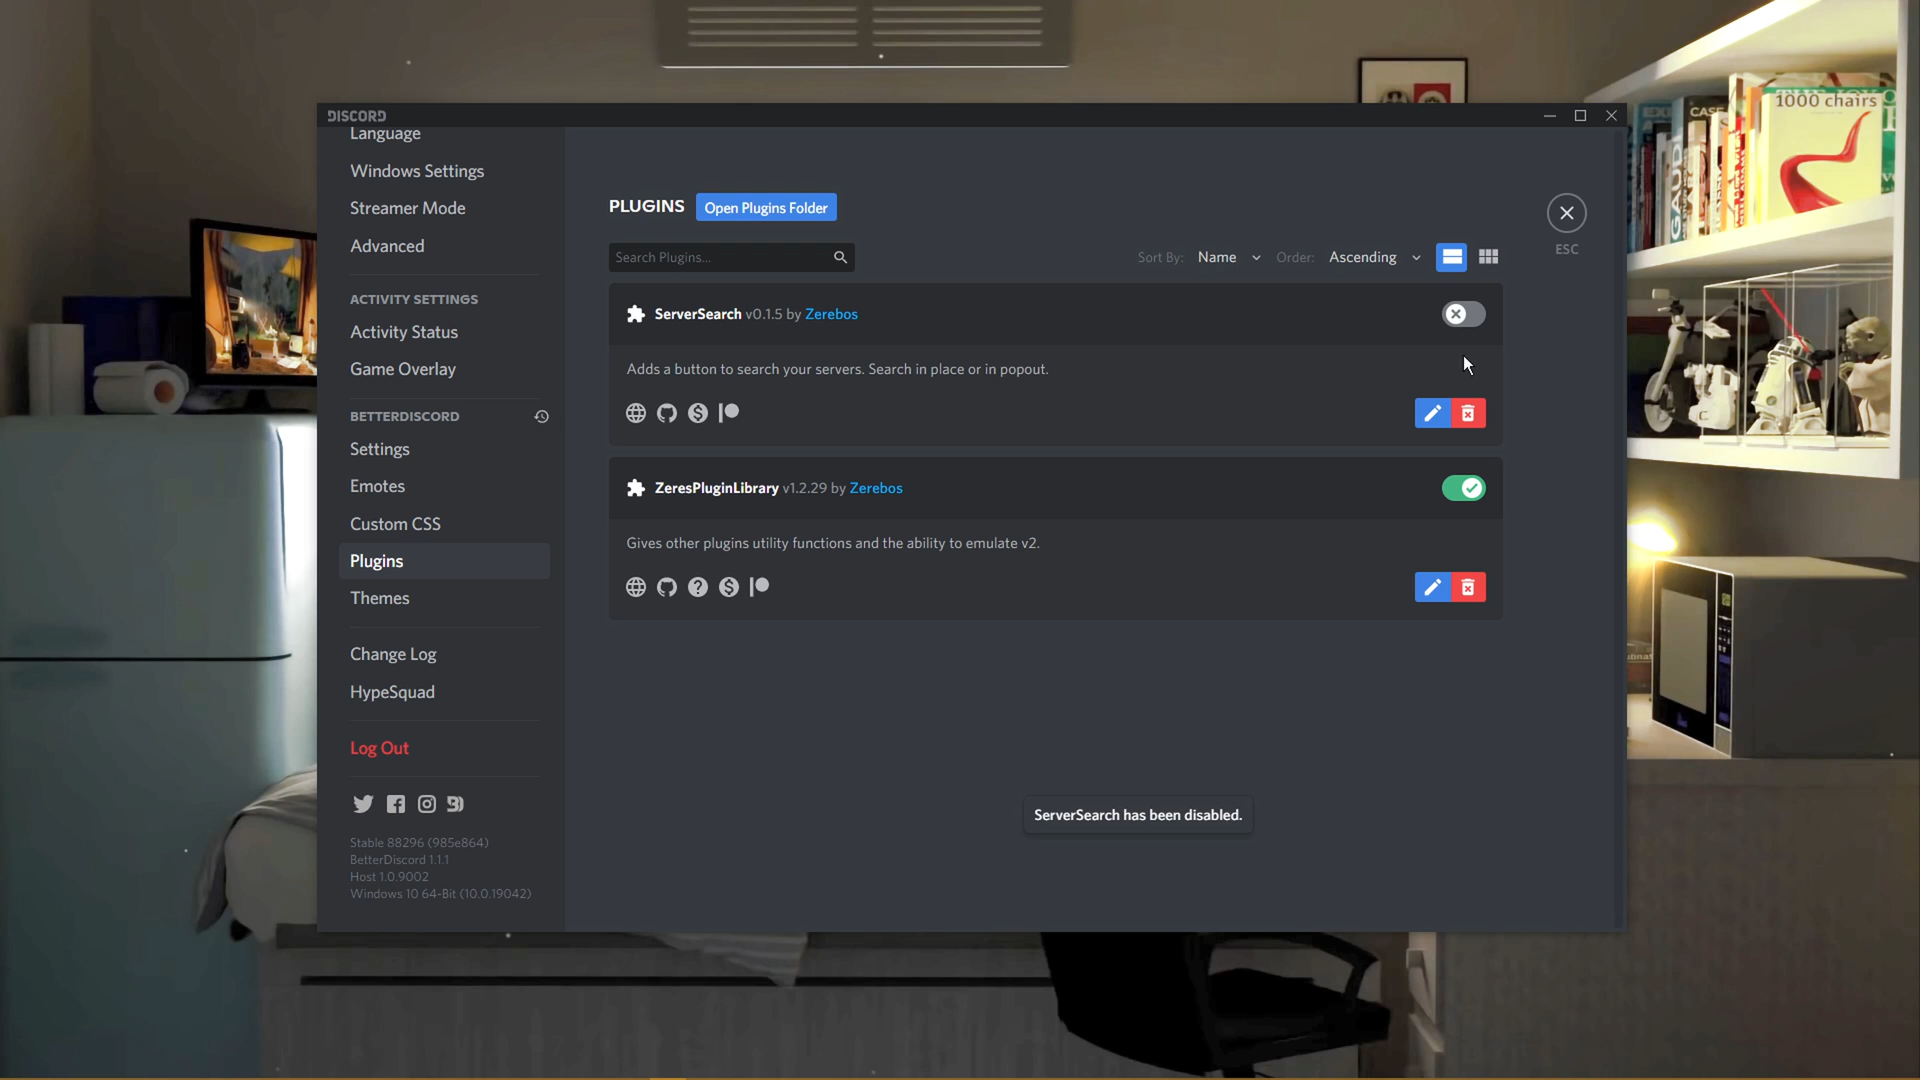 DISCORD
Language
Windows Settings
Streamer Mode
Advanced
ACTIVITY SETTINGS
Activity Status
Game Overlay
BETTERDISCORD
Settings
Emotes
Custom CSS
Plugins
Themes
Change Log
HypeSquad
Log Out
Stable 88296 (985e864)
BetterDiscord 1.1.1
Host 1.0.9002
Windows 10 64-Bit (10.0.19042)
PLUGINS
Open Plugins Folder
Search Plugins...
Sort By: Name Order: Ascending
ESC
ServerSearch v0.1.5 by Zerebos
Adds a button to search your servers. Search in place or in popout.
ZeresPluginLibrary v1.2.29 by Zerebos
Gives other plugins utility functions and the ability to emulate v2.
ServerSearch has been disabled.
1000 chairs
GAUDI
CASE